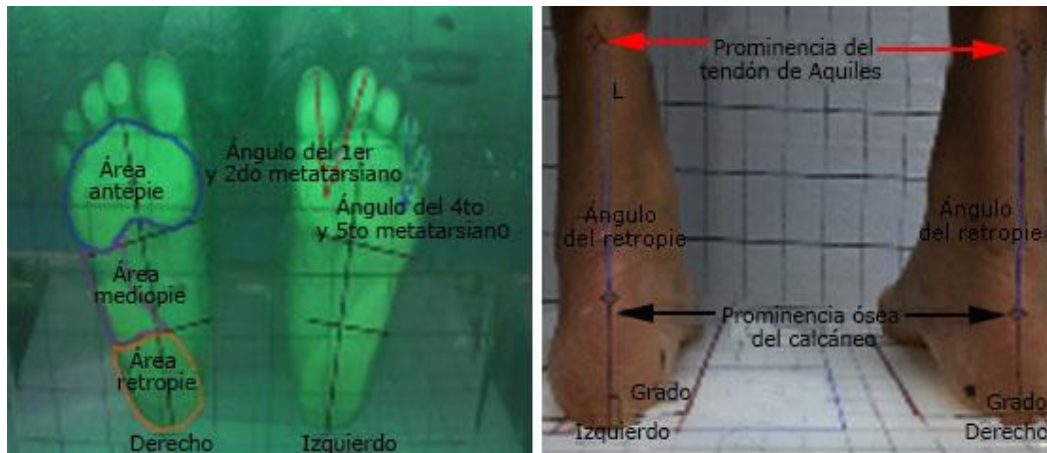 Área
antepie
Ángulo del 1er
y 2do metatarsiano
Ángulo del 4to
y 5to metatarsiano
Área
mediopie
Área
retropie
Derecho
Izquierdo
Prominencia del
tendón de Aquiles
L
Ángulo
del retropie
Ángulo
del retropie
Prominencia ósea
del calcáneo
Grado
Grado
Izquierdo
Derecho